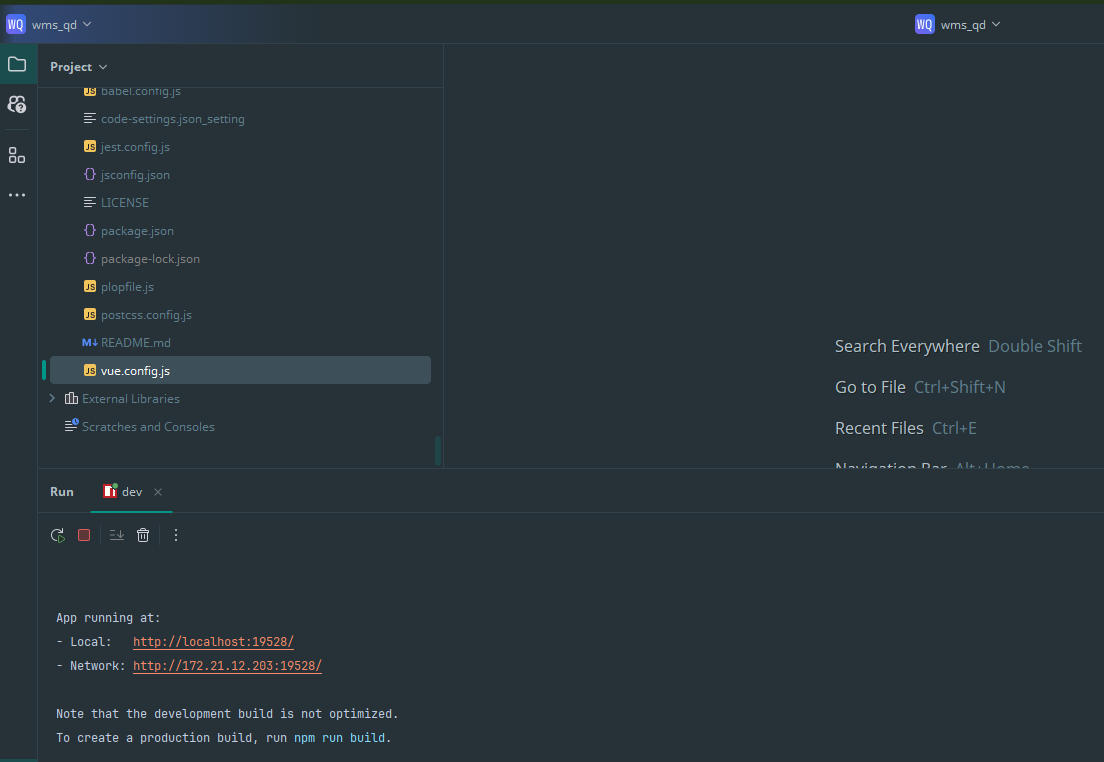 WQ wms_qd
WQ wms_qd
Project
JS babel.config.js
code-settings.json_setting
JS jest.config.js
{} jsconfig.json
LICENSE
{} package.json
{} package-lock.json
JS plopfile.js
JS postcss.config.js
M↓ README.md
JS vue.config.js
External Libraries
Scratches and Consoles
Search Everywhere Double Shift
Go to File Ctrl+Shift+N
Recent Files Ctrl+E
Navigation Bar Alt+Home
Run
dev
App running at:
- Local: http://localhost:19528/
- Network: http://172.21.12.203:19528/
Note that the development build is not optimized.
To create a production build, run npm run build.